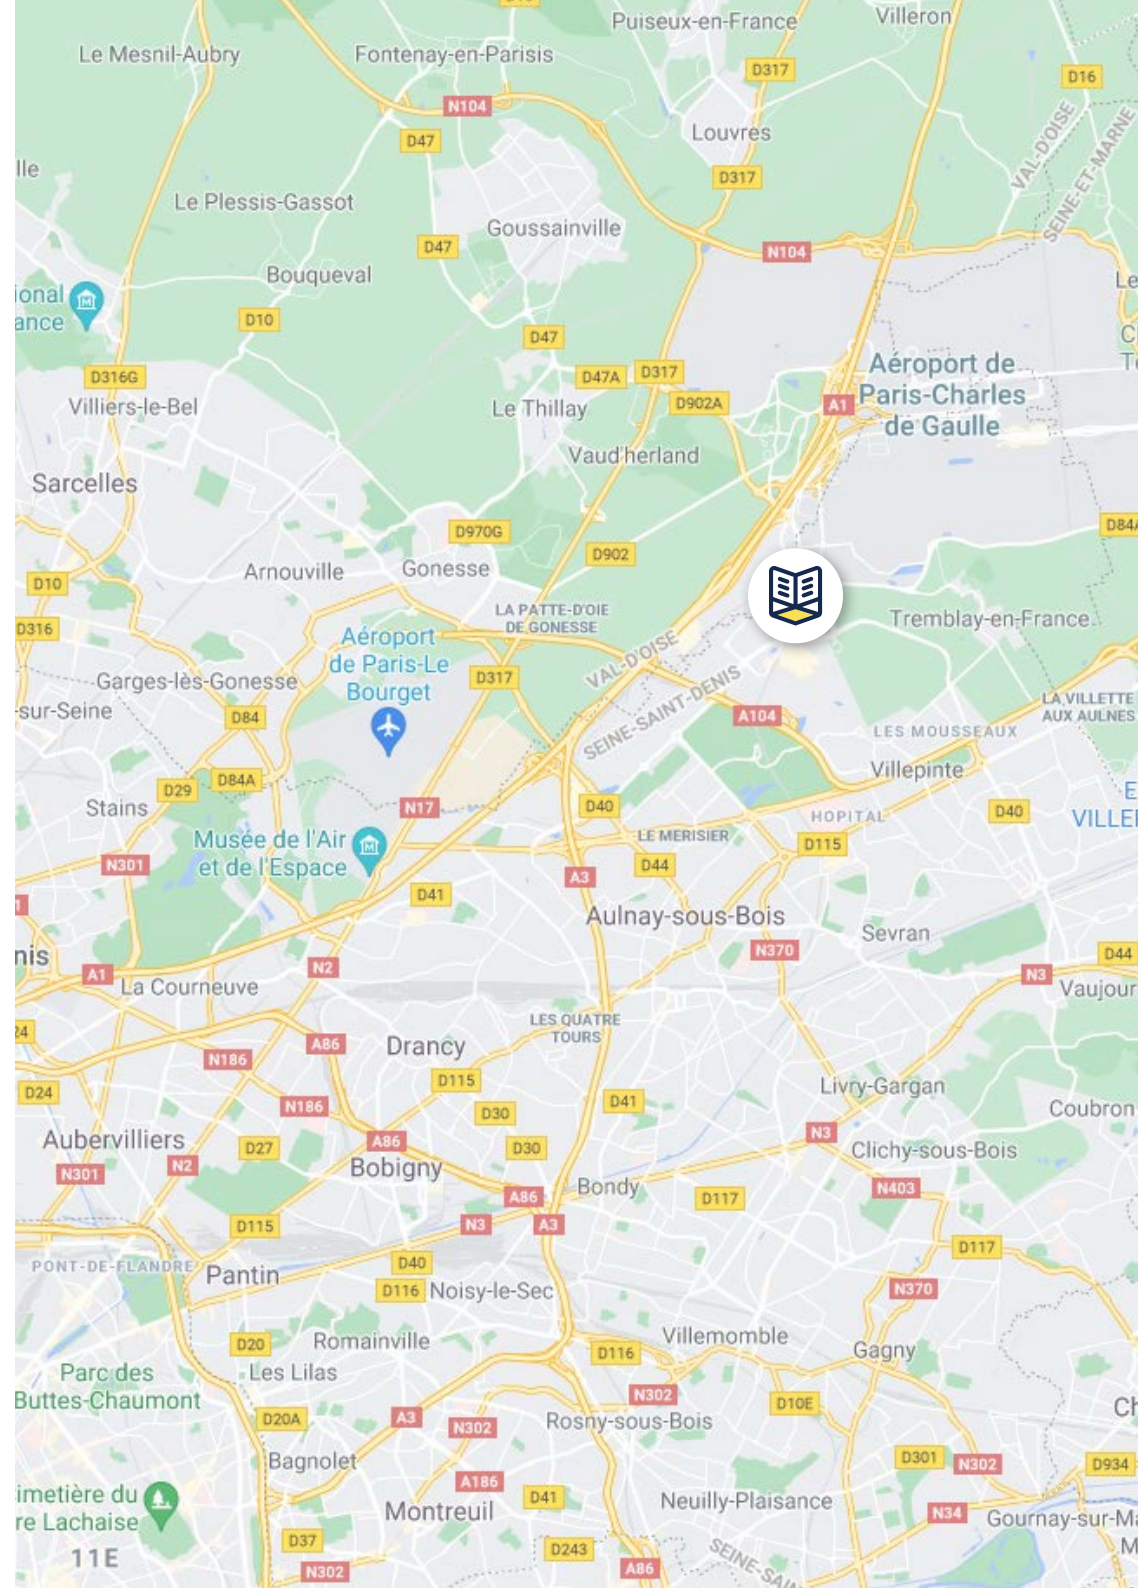 Puiseux-en-France
Villeron
Le Mesnil-Aubry
Fontenay-en-Parisis
D317
D16
N104
D47
Louvres
VAL-D'OISE
SEINE-ET-MARNE
D317
Le Plessis-Gassot
Goussainville
D47
N104
Bouqueval
D10
D47
D316G
D47A
D317
Aéroport de
Paris-Charles
de Gaulle
Villiers-le-Bel
Le Thillay
D902A
A1
Vaud'herland
Sarcelles
D970G
D902
D84A
Arnouville
Gonesse
D10
LA PATTE-D'OIE
DE GONESSE
Tremblay-en-France
D316
Aéroport
de Paris-Le
Bourget
VAL-D'OISE
SEINE-SAINT-DENIS
Garges-lès-Gonesse
D317
-sur-Seine
D84
A104
LA VILLETTE
AUX AULNES
LES MOUSSEAUX
Villepinte
D84A
D29
Stains
N17
D40
HOPITAL
D40
Musée de l'Air
et de l'Espace
LE MERISIER
D115
N301
D44
A3
D41
Aulnay-sous-Bois
Sevran
N370
D44
A1
N2
N3
La Courneuve
Vaujour
LES QUATRE
TOURS
A86
Drancy
N186
D115
Livry-Gargan
D24
N186
D30
D41
Coubron
Aubervilliers
D27
A86
D30
N3
Clichy-sous-Bois
N301
N2
Bobigny
A86
Bondy
D117
N403
D115
N3
A3
D117
PONT-DE-FLANDRE
Pantin
D40
D116
Noisy-le-Sec
N370
D20
Romainville
Villemomble
D116
Gagny
Parc des
Buttes-Chaumont
Les Lilas
N302
D10E
D20A
A3
N302
Rosny-sous-Bois
Bagnolet
D301
N302
D934
A186
imetière du
re Lachaise
D41
Neuilly-Plaisance
Montreuil
N34
Gournay-sur-Ma
D37
D243
11E
N302
A86
SEINE-SAIN